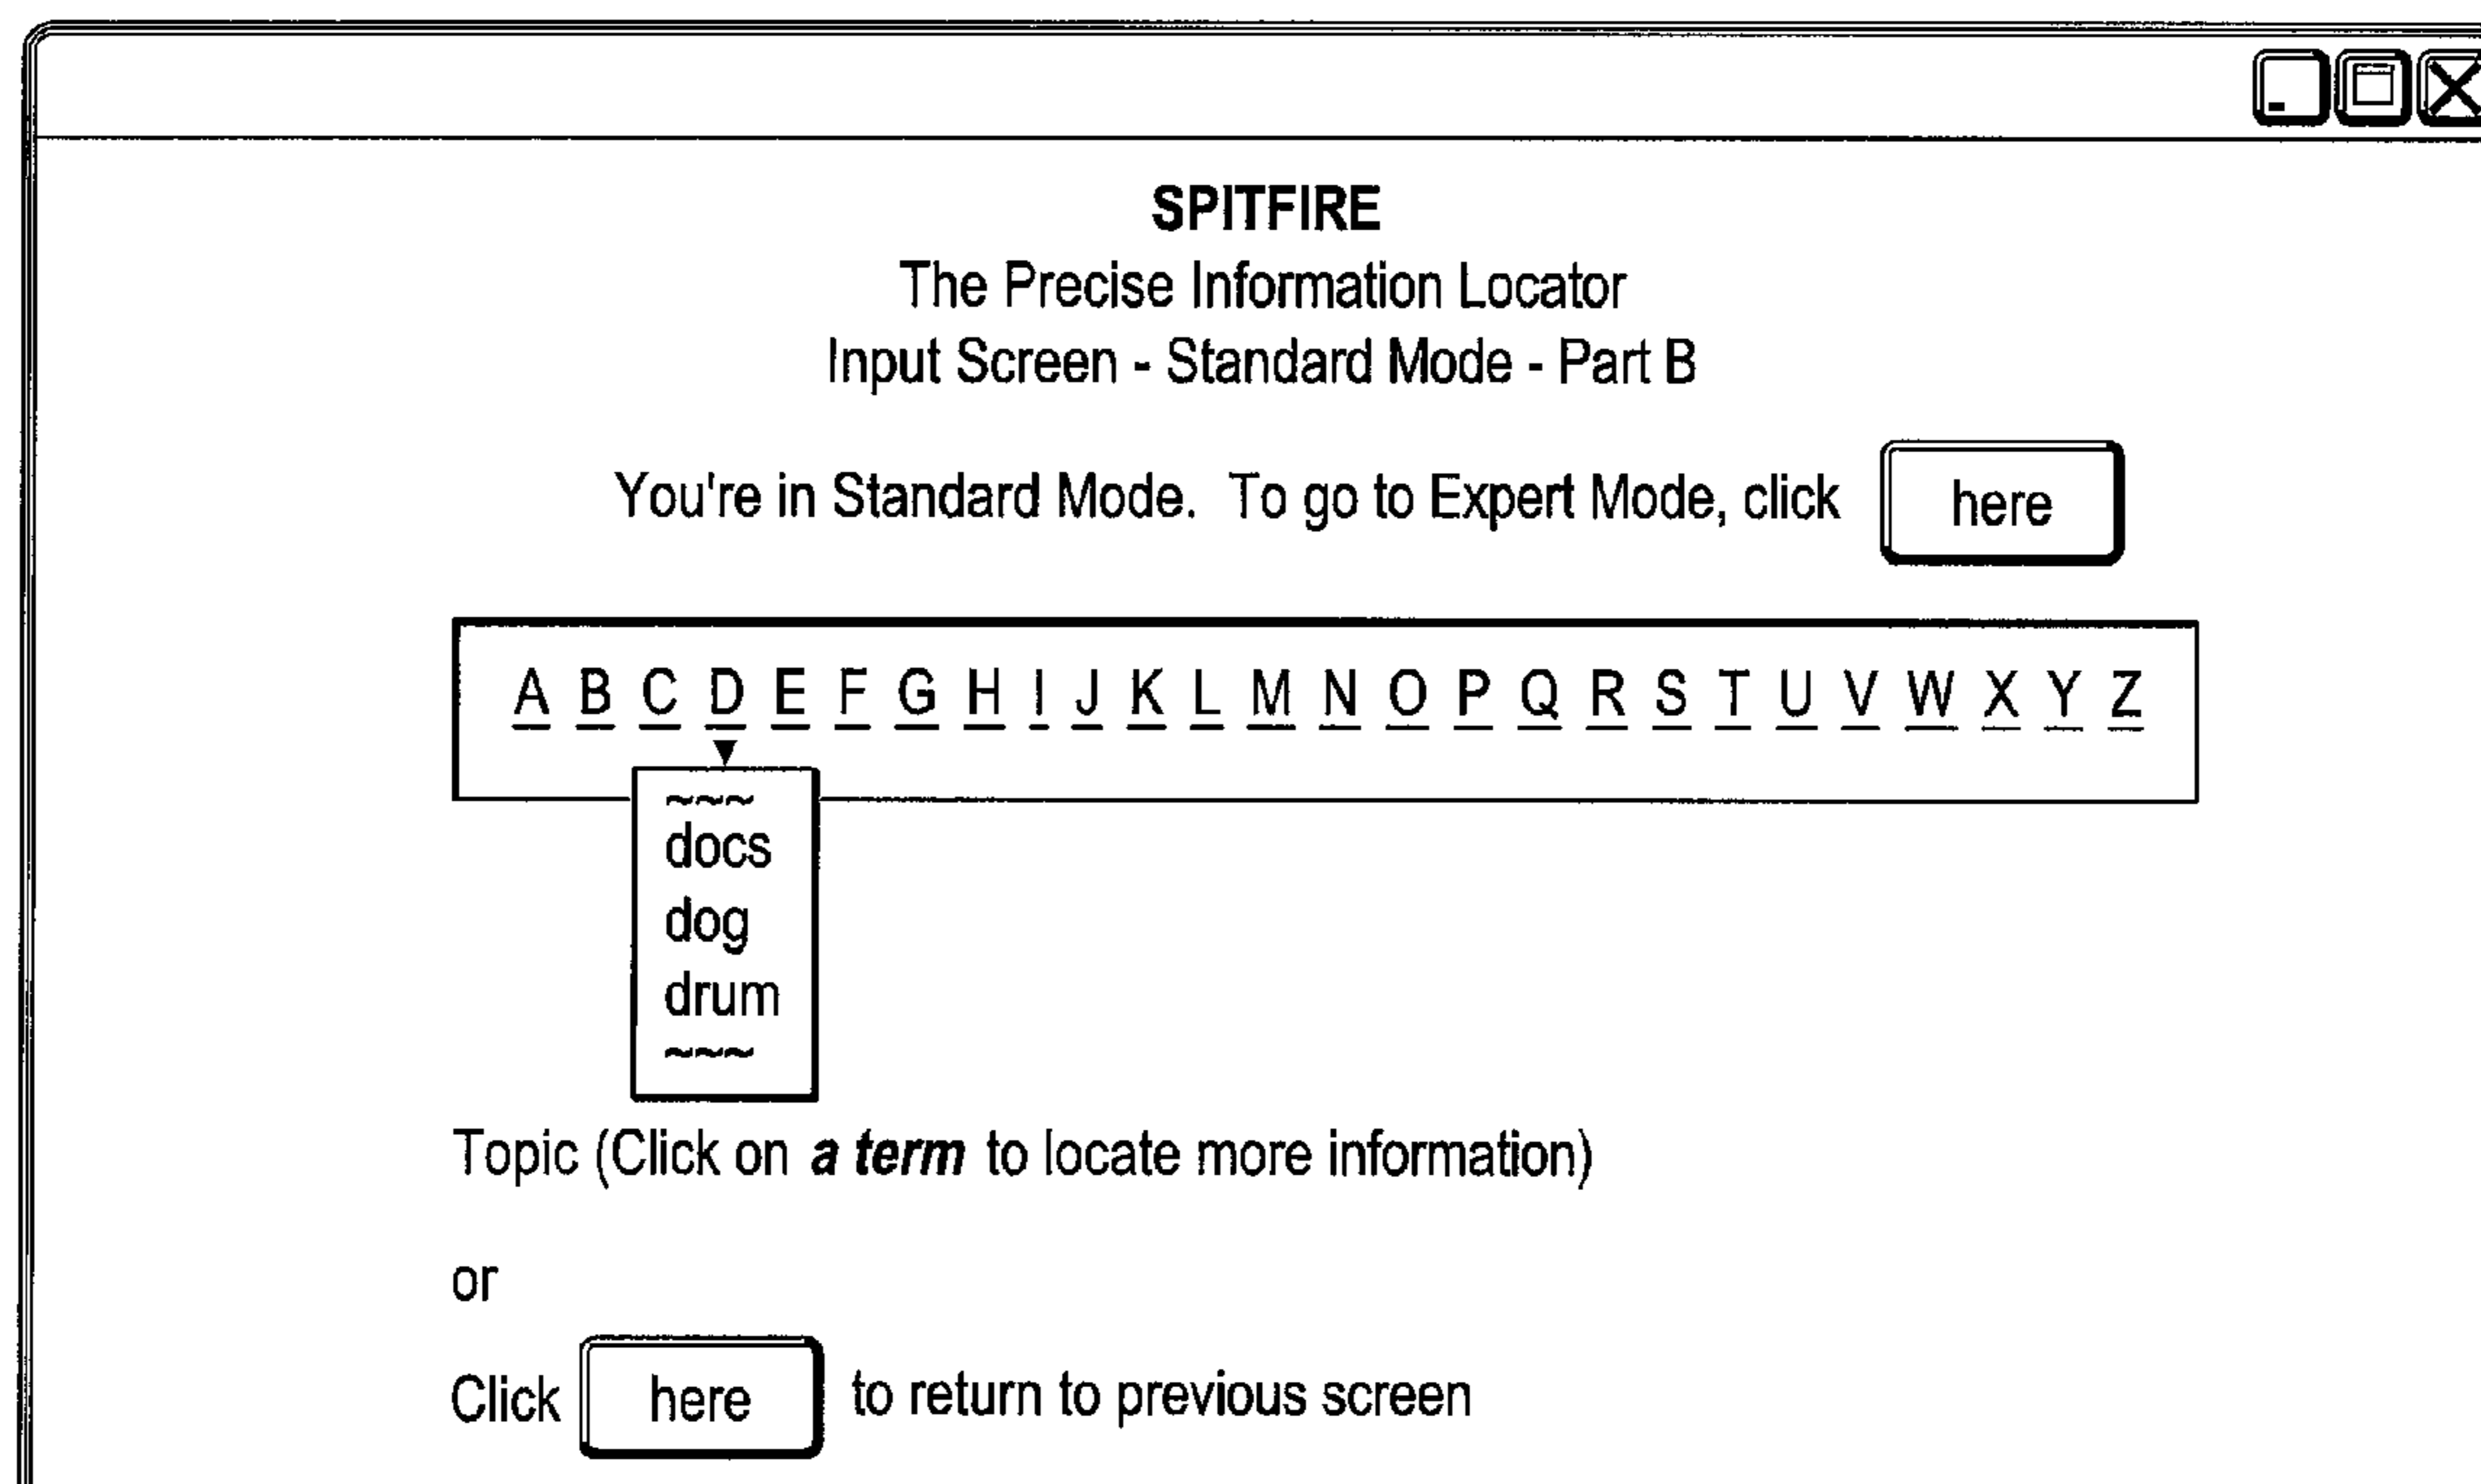 SPITFIRE
The Precise Information Locator
Input Screen - Standard Mode - Part B
You're in Standard Mode. To go to Expert Mode, click here
A B C D E F G H I J K L M N O P Q R S T U V W X Y Z
~~~
docs
dog
drum
~~~
Topic (Click on a term to locate more information)
or
Click here to return to previous screen